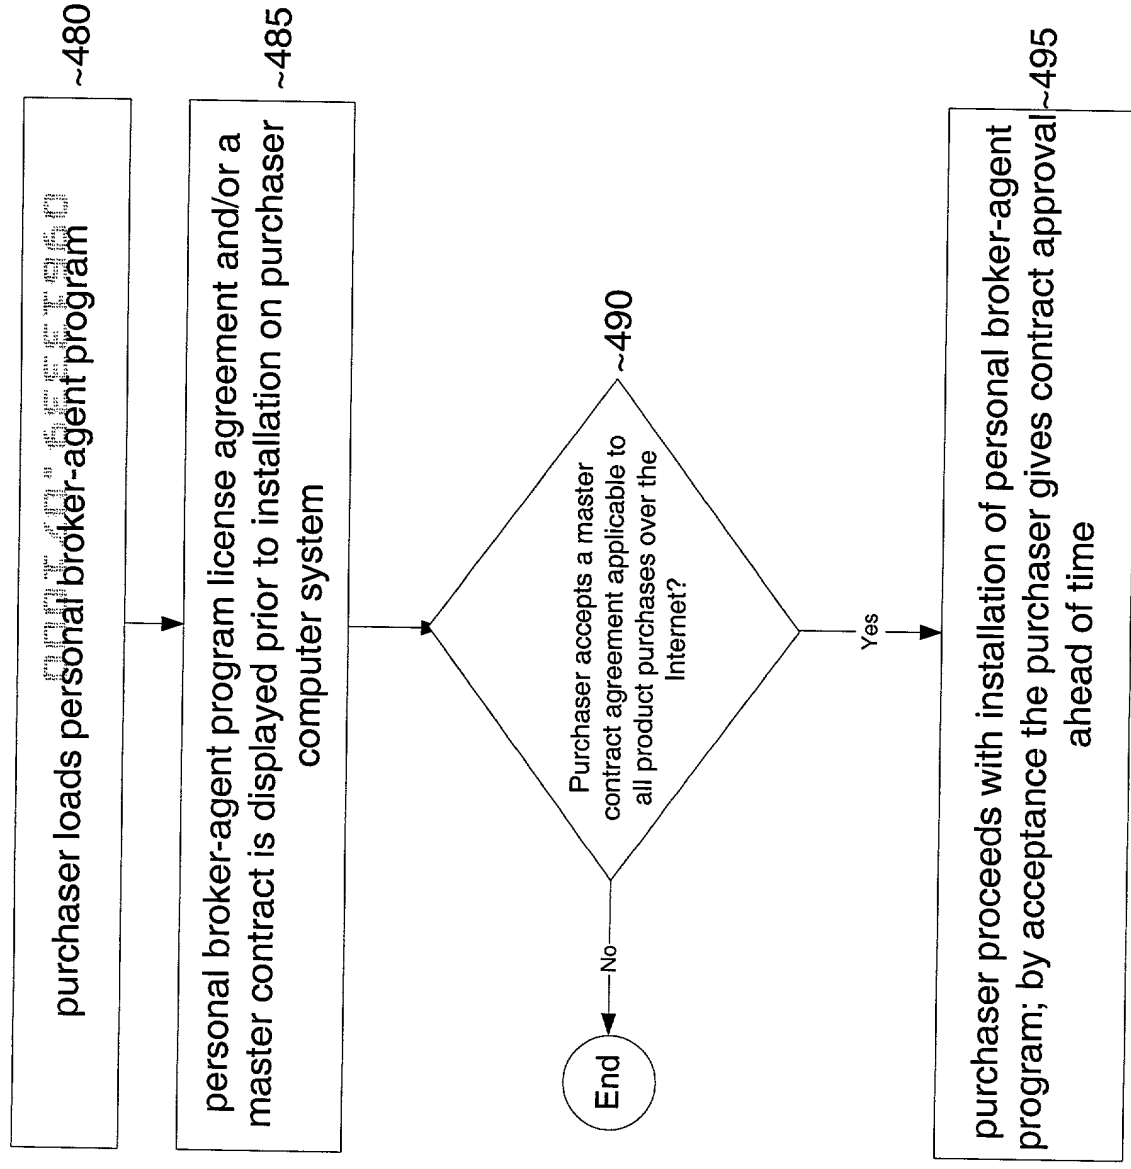 purchaser loads personal broker-agent program
~480
personal broker-agent program license agreement and/or a
master contract is displayed prior to installation on purchaser
computer system
~485
Purchaser accepts a master
contract agreement applicable to
all product purchases over the
Internet?
~490
No
End
Yes
purchaser proceeds with installation of personal broker-agent
program; by acceptance the purchaser gives contract approval
ahead of time
~495